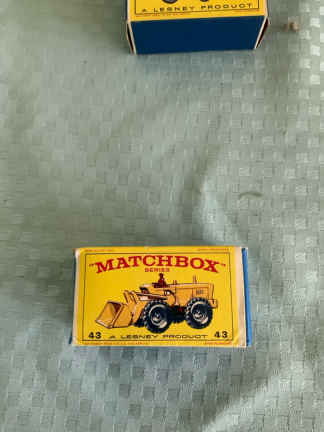 A LESNEY PRODUCT
"MATCHBOX"
SERIES
43 A LESNEY PRODUCT 43